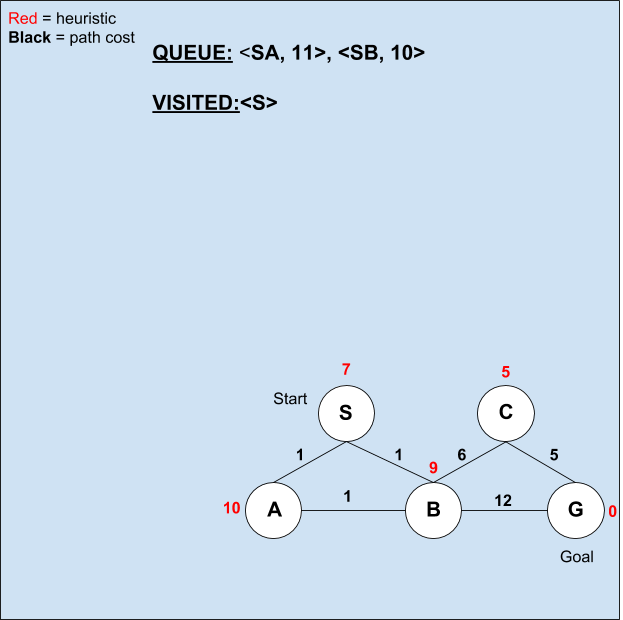 Red = heuristic
Black = path cost
QUEUE: <SA, 11>, <SB, 10>
VISITED:<S>
7
5
Start
S
C
1
1
9
6
5
10
A
1
B
12
G
0
Goal